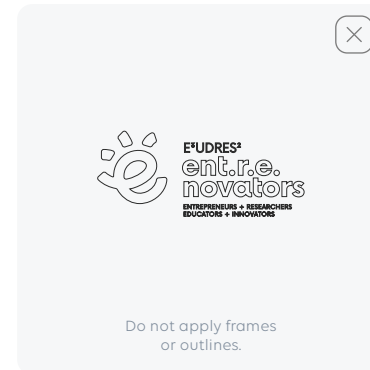 E³UDRES²
ent.r.e.
novators
ENTREPRENEURS + RESEARCHERS
EDUCATORS + INNOVATORS
Do not apply frames
or outlines.